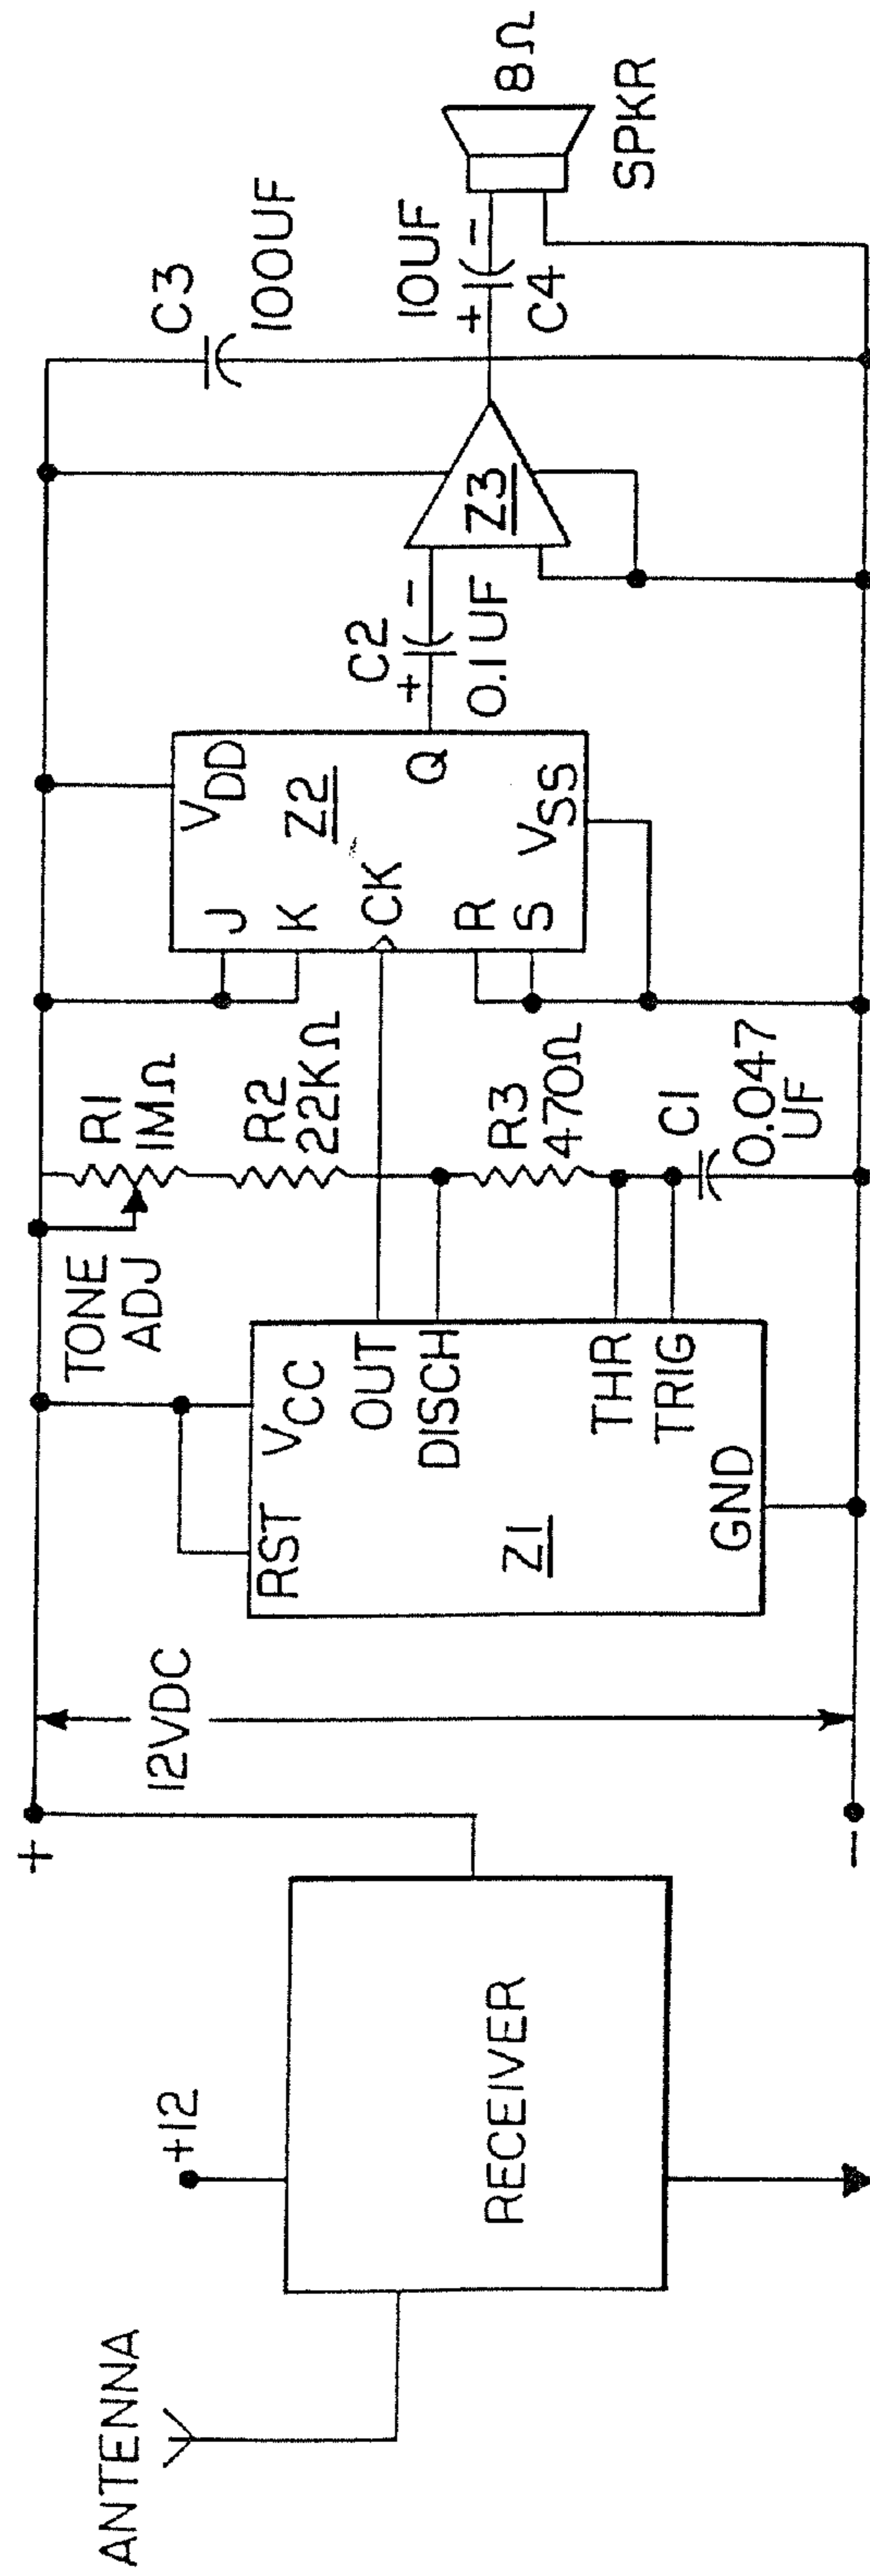 ANTENNA
+12
RECEIVER
+
12VDC
-
RST
VCC
OUT
DISCH
THR
TRIG
GND
Z1
TONE
ADJ
R1
1MΩ
R2
22KΩ
R3
470Ω
C1
0.047
UF
J
K
CK
R
S
VDD
Z2
Q
VSS
C2
+ -
0.1UF
Z3
C3
100UF
10UF
+ -
C4
8Ω
SPKR